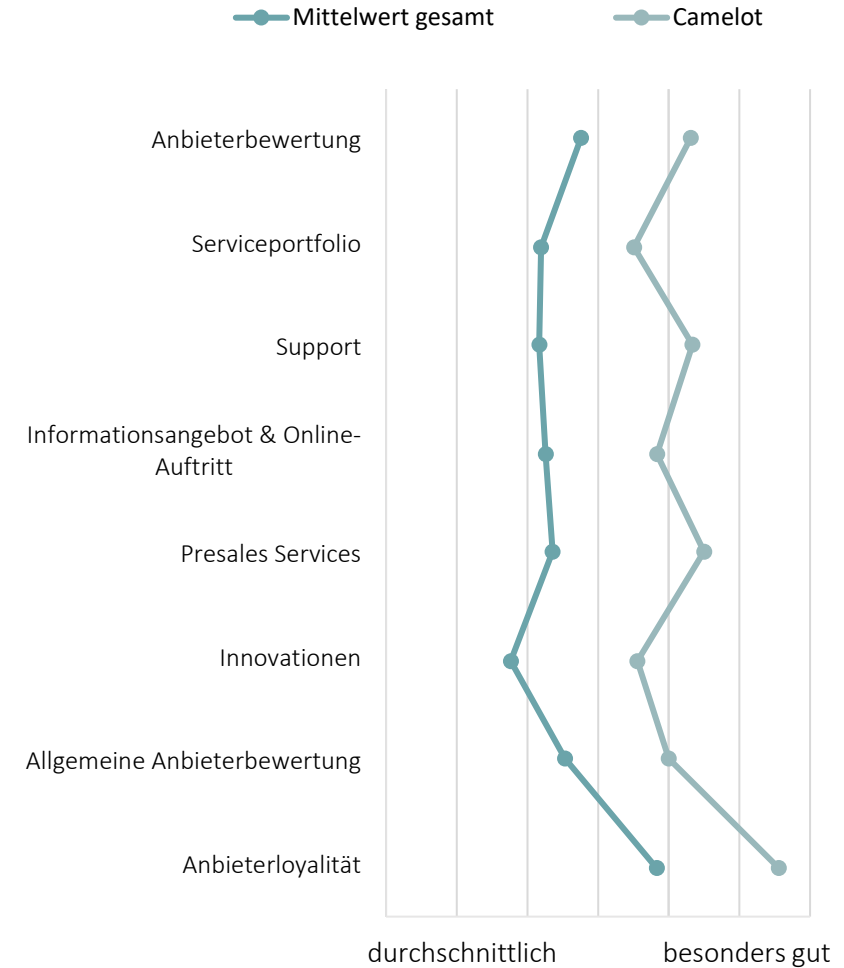 Mittelwert gesamt
Camelot
Anbieterbewertung
Serviceportfolio
Support
Informationsangebot & Online-
Auftritt
Presales Services
Innovationen
Allgemeine Anbieterbewertung
Anbieterloyalität
durchschnittlich
besonders gut